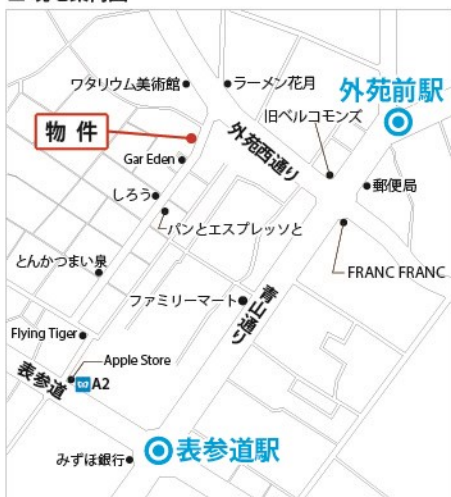 ワタリウム美術館
ラーメン花月
外苑前駅
旧ベルコモンズ
物件
外苑西通り
Gar Eden
郵便局
しろう
パンとエスプレッソと
とんかつまい泉
FRANC FRANC
ファミリーマート
青山通り
Flying Tiger
Apple Store
表参道
A2
表参道駅
みずほ銀行